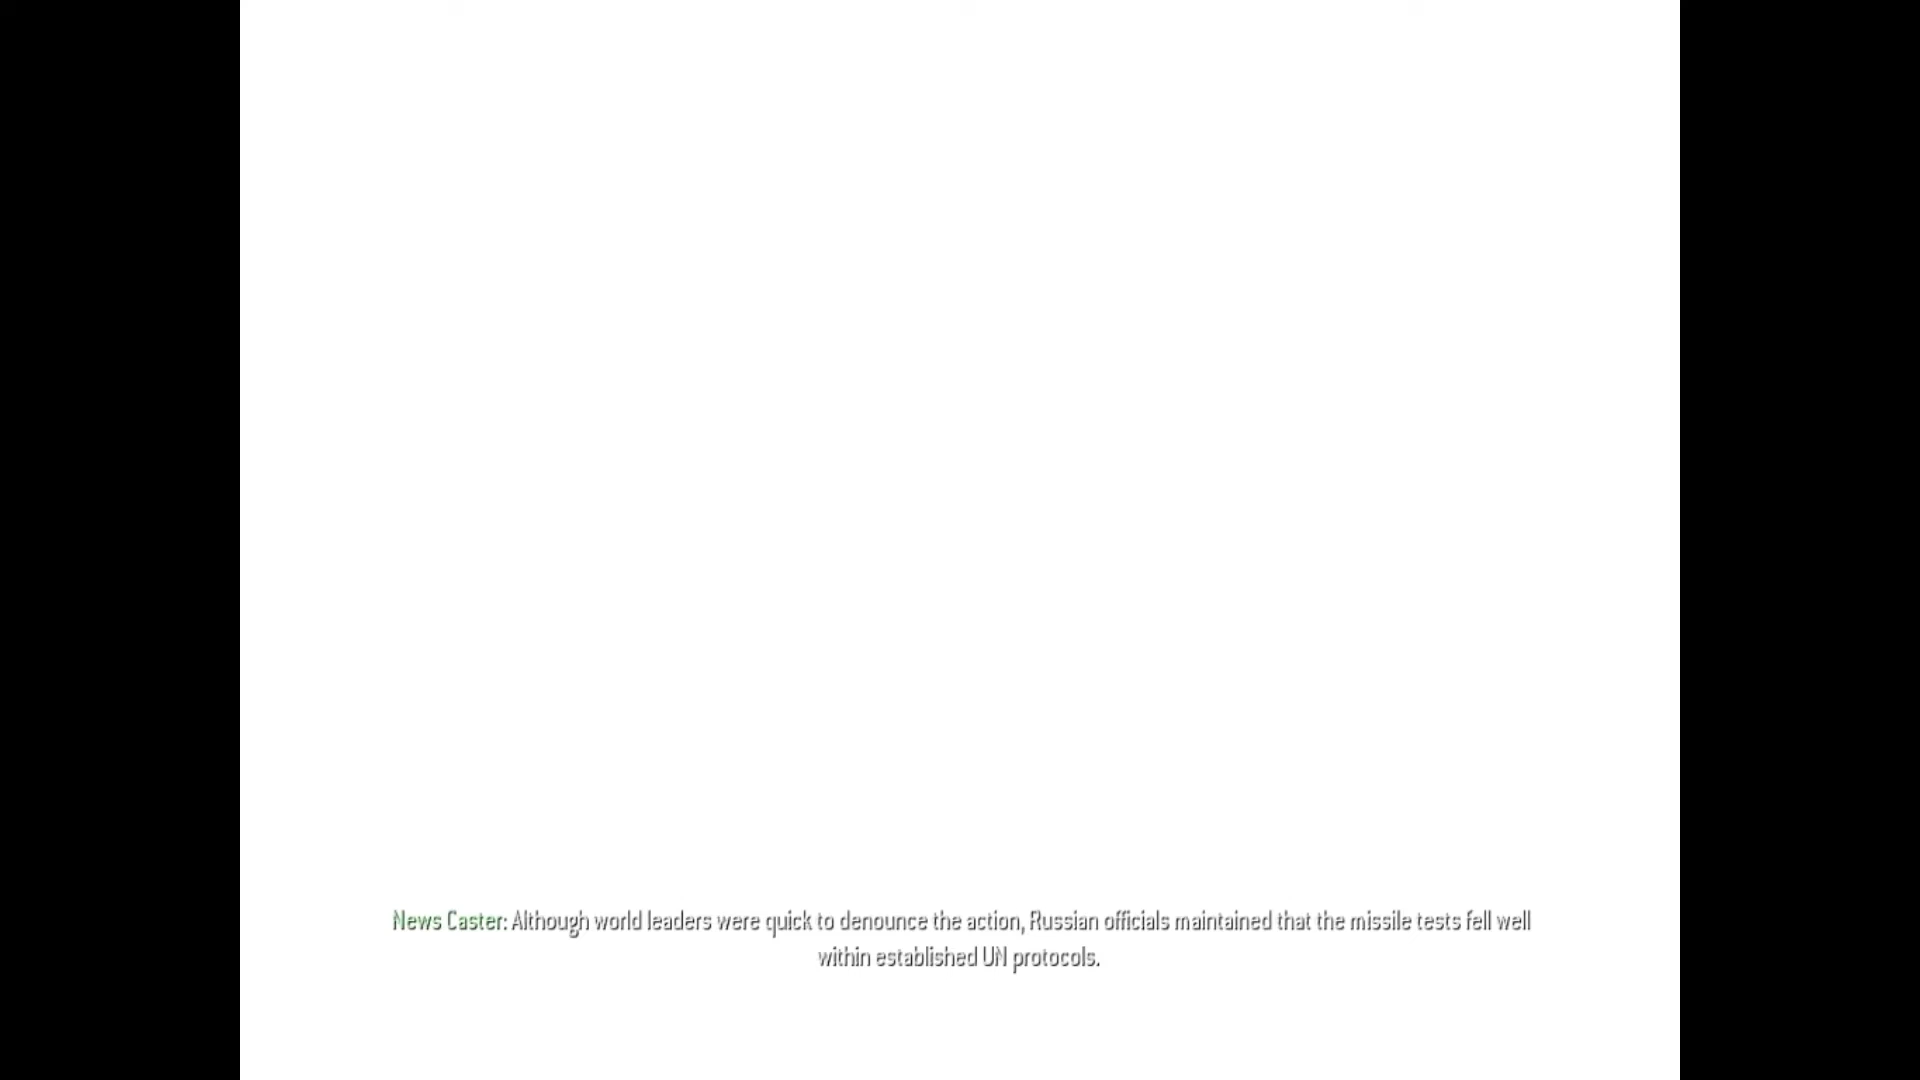 News Caster: Although world leaders were quick to denounce the action, Russian officials maintained that the missile tests fell well
within established UN protocols.